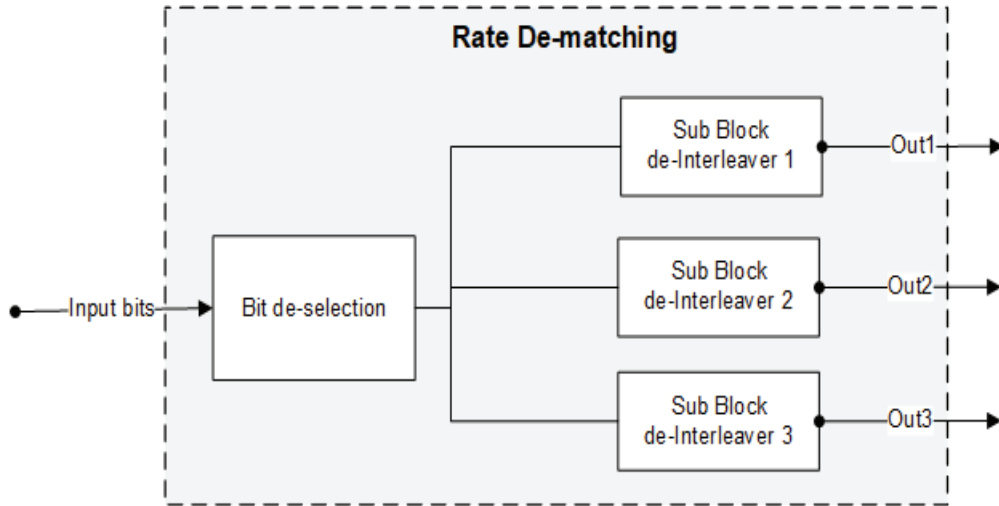 Rate De-matching
Sub Block
de-Interleaver 1
Out1
Input bits
Bit de-selection
Sub Block
de-Interleaver 2
Out2
Sub Block
de-Interleaver 3
Out3